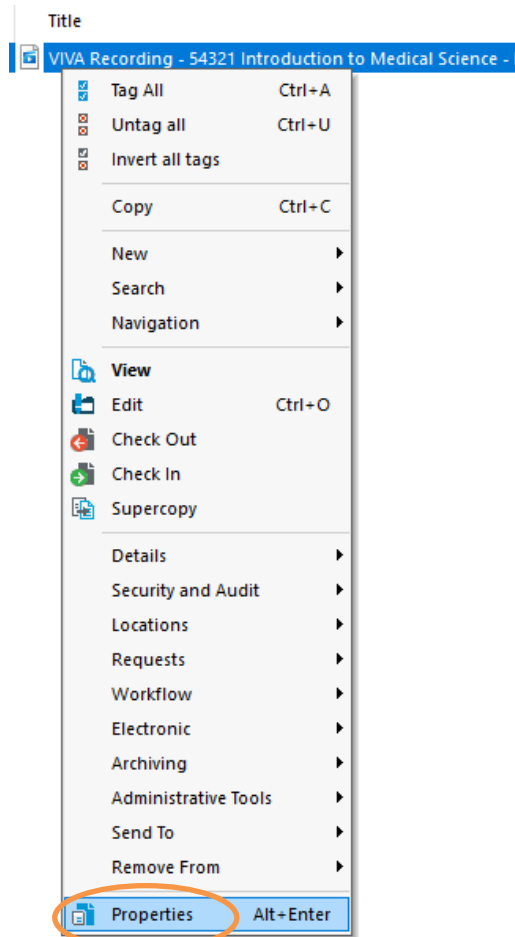 Title
VIVA Recording - 54321 Introduction to Medical Science -
Tag All Ctrl+A
Untag all Ctrl+U
Invert all tags
Copy Ctrl+C
New
Search
Navigation
View
Edit Ctrl+O
Check Out
Check In
Supercopy
Details
Security and Audit
Locations
Requests
Workflow
Electronic
Archiving
Administrative Tools
Send To
Remove From
Properties Alt+Enter